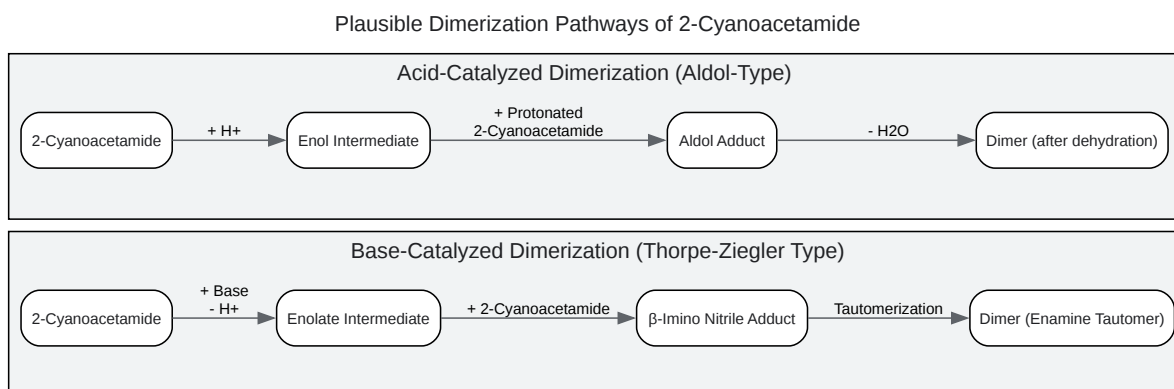 Plausible Dimerization Pathways of 2-Cyanoacetamide
Acid-Catalyzed Dimerization (Aldol-Type)
2-Cyanoacetamide
+ H+
Enol Intermediate
+ Protonated
2-Cyanoacetamide
Aldol Adduct
- H2O
Dimer (after dehydration)
Base-Catalyzed Dimerization (Thorpe-Ziegler Type)
2-Cyanoacetamide
+ Base
- H+
Enolate Intermediate
+ 2-Cyanoacetamide
β-Imino Nitrile Adduct
Tautomerization
Dimer (Enamine Tautomer)